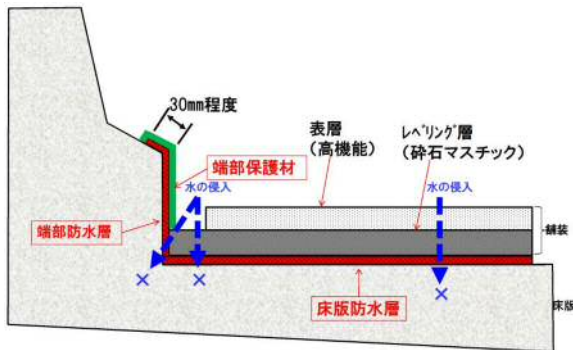 30mm程度
表層
(高機能)
レベリング層
(砕石マスチック)
端部保護材
水の侵入
水の侵入
端部防水層
舗装
×
×
×
床版防水層
床版